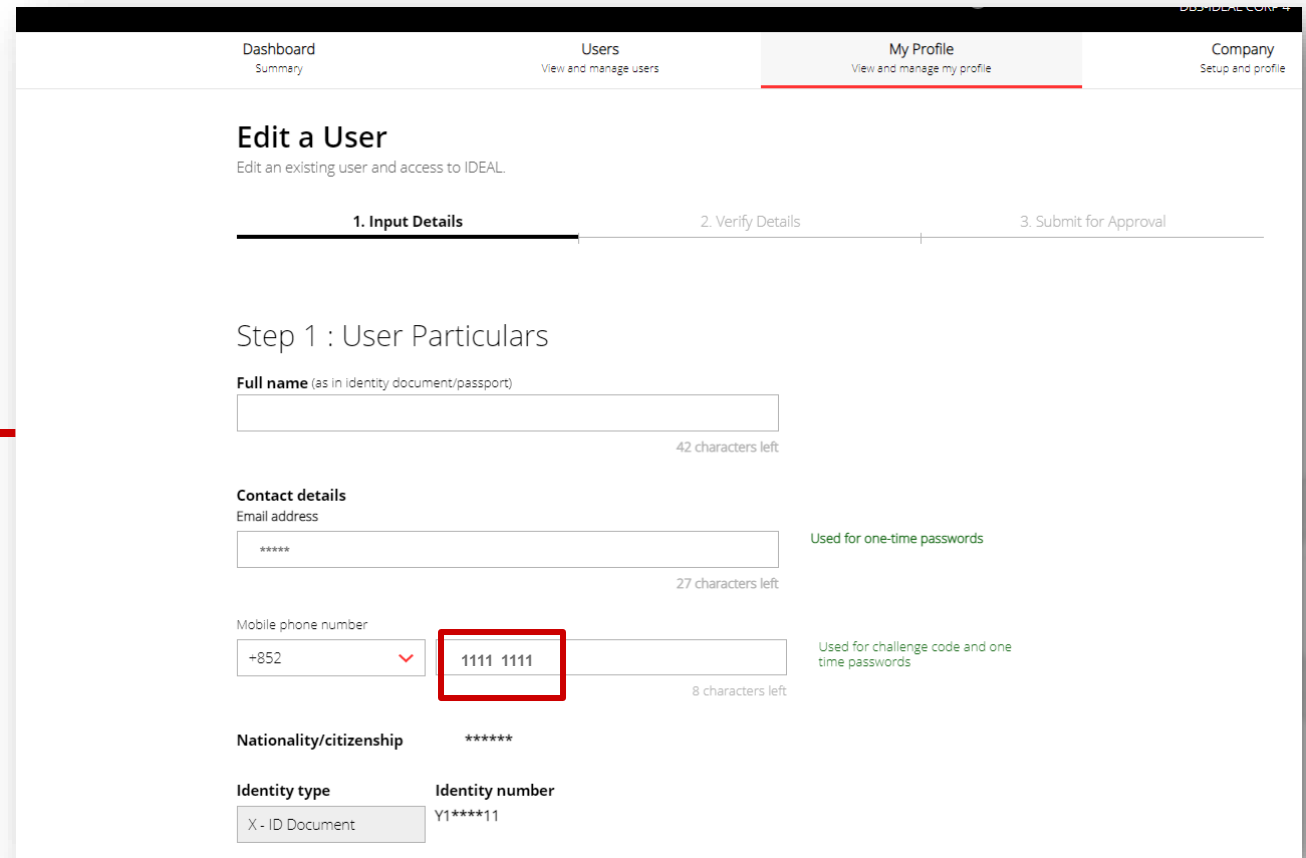 DBS-IDEAL CORP 4
Dashboard Users My Profile Company
Summary View and manage users View and manage my profile Setup and profile
Edit a User
Edit an existing user and access to IDEAL.
1. Input Details 2. Verify Details 3. Submit for Approval
Step 1 : User Particulars
Full name (as in identity document/passport)
42 characters left
Contact details
Email address
***** Used for one-time passwords
27 characters left
Mobile phone number
+852 1111 1111 Used for challenge code and one
time passwords
8 characters left
Nationality/citizenship ******
Identity type Identity number
X - ID Document Y1****11